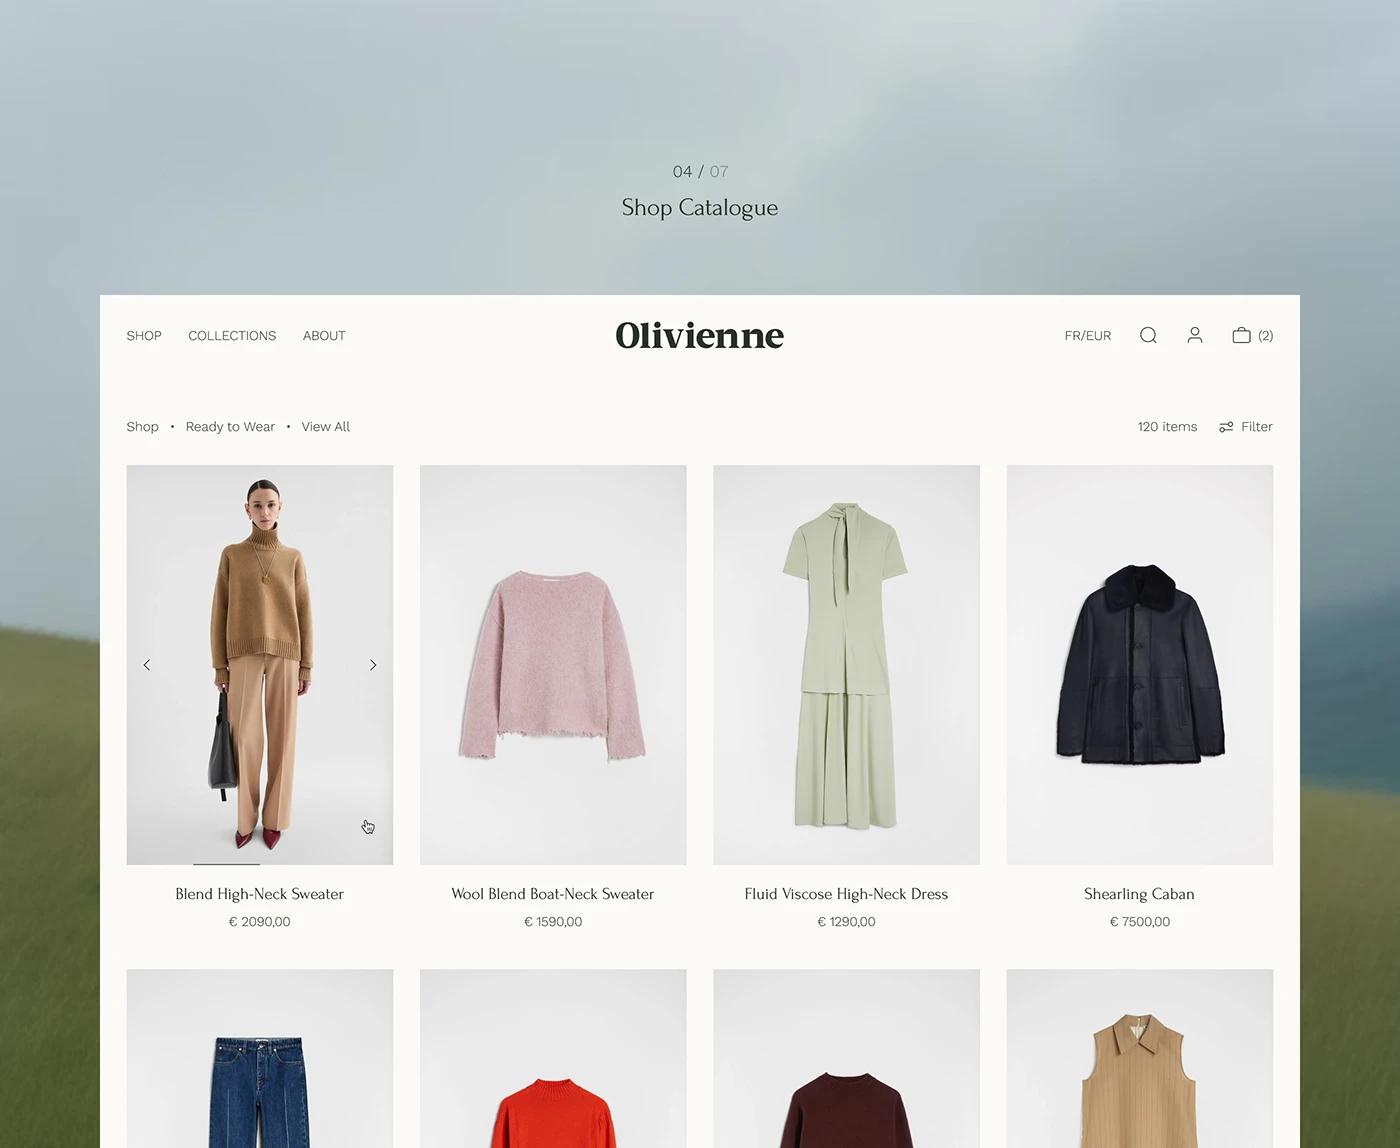 04 / 07
Shop Catalogue
SHOP COLLECTIONS ABOUT Olivienne FR/EUR (2)
Shop • Ready to Wear • View All 120 items Filter
Blend High-Neck Sweater Wool Blend Boat-Neck Sweater Fluid Viscose High-Neck Dress Shearling Caban
€ 2090,00 € 1590,00 € 1290,00 € 7500,00